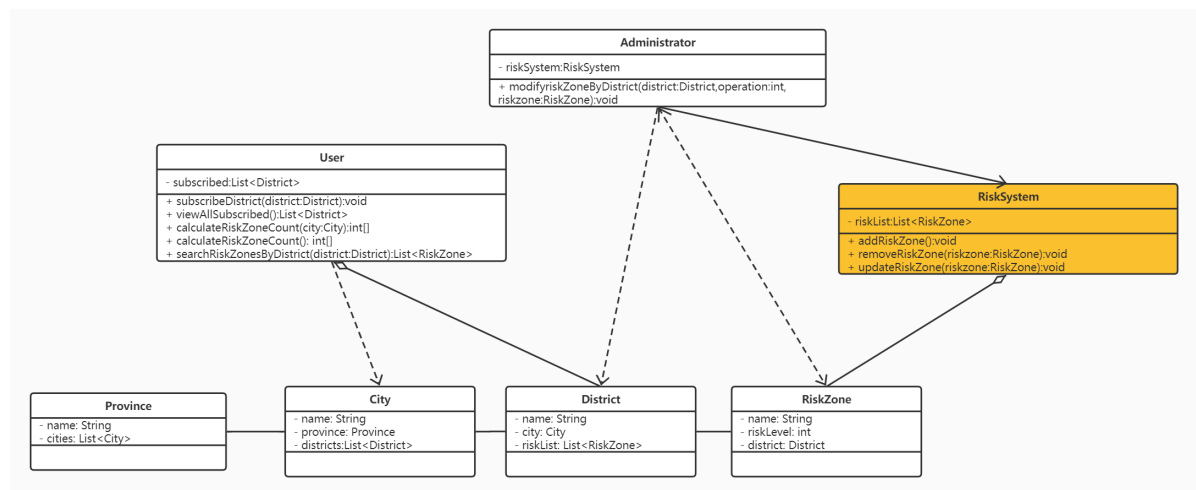 Administrator
- riskSystem:RiskSystem
+ modifyriskZoneByDistrict(district:District,operation:int,
riskzone:RiskZone):void
User
- subscribed:List<District>
+ subscribeDistrict(district:District):void
+ viewAllSubscribed():List<District>
+ calculateRiskZoneCount(city:City):int[]
+ calculateRiskZoneCount(): int[]
+ searchRiskZonesByDistrict(district:District):List<RiskZone>
RiskSystem
- riskList:List<RiskZone>
+ addRiskZone():void
+ removeRiskZone(riskzone:RiskZone):void
+ updateRiskZone(riskzone:RiskZone):void
Province
- name: String
- cities: List<City>
City
- name: String
- province: Province
- districts:List<District>
District
- name: String
- city: City
- riskList: List<RiskZone>
RiskZone
- name: String
- riskLevel: int
- district: District